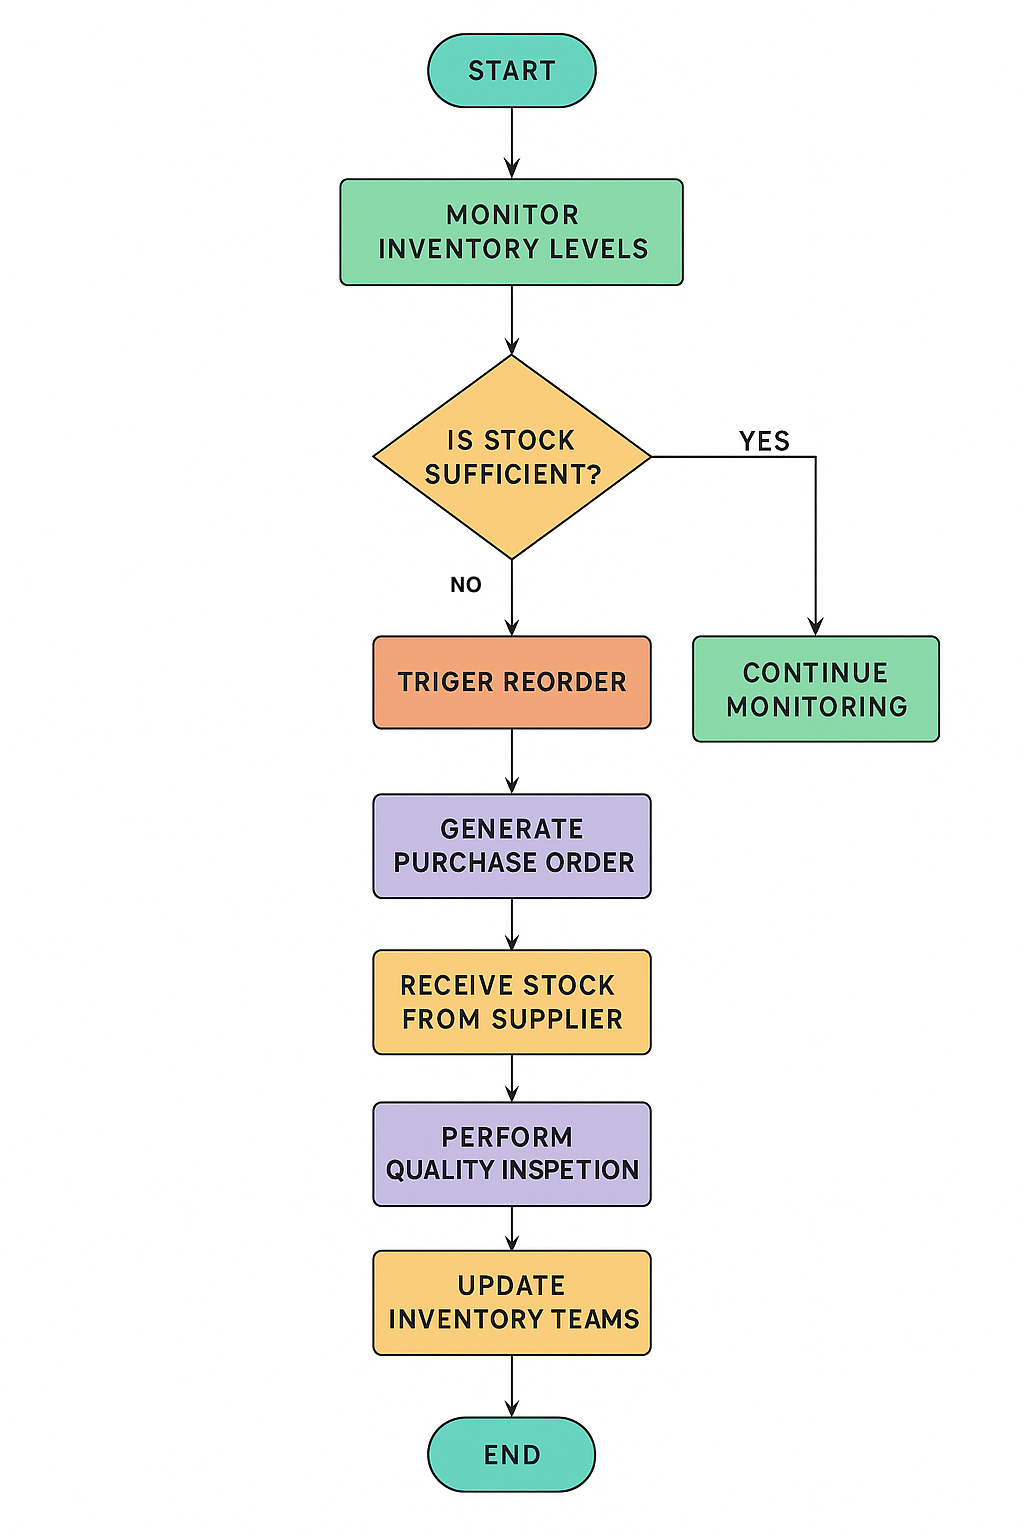 START
MONITOR
INVENTORY LEVELS
IS STOCK
SUFFICIENT?
YES
NO
TRIGER REORDER
CONTINUE
MONITORING
GENERATE
PURCHASE ORDER
RECEIVE STOCK
FROM SUPPLIER
PERFORM
QUALITY INSPETION
UPDATE
INVENTORY TEAMS
END